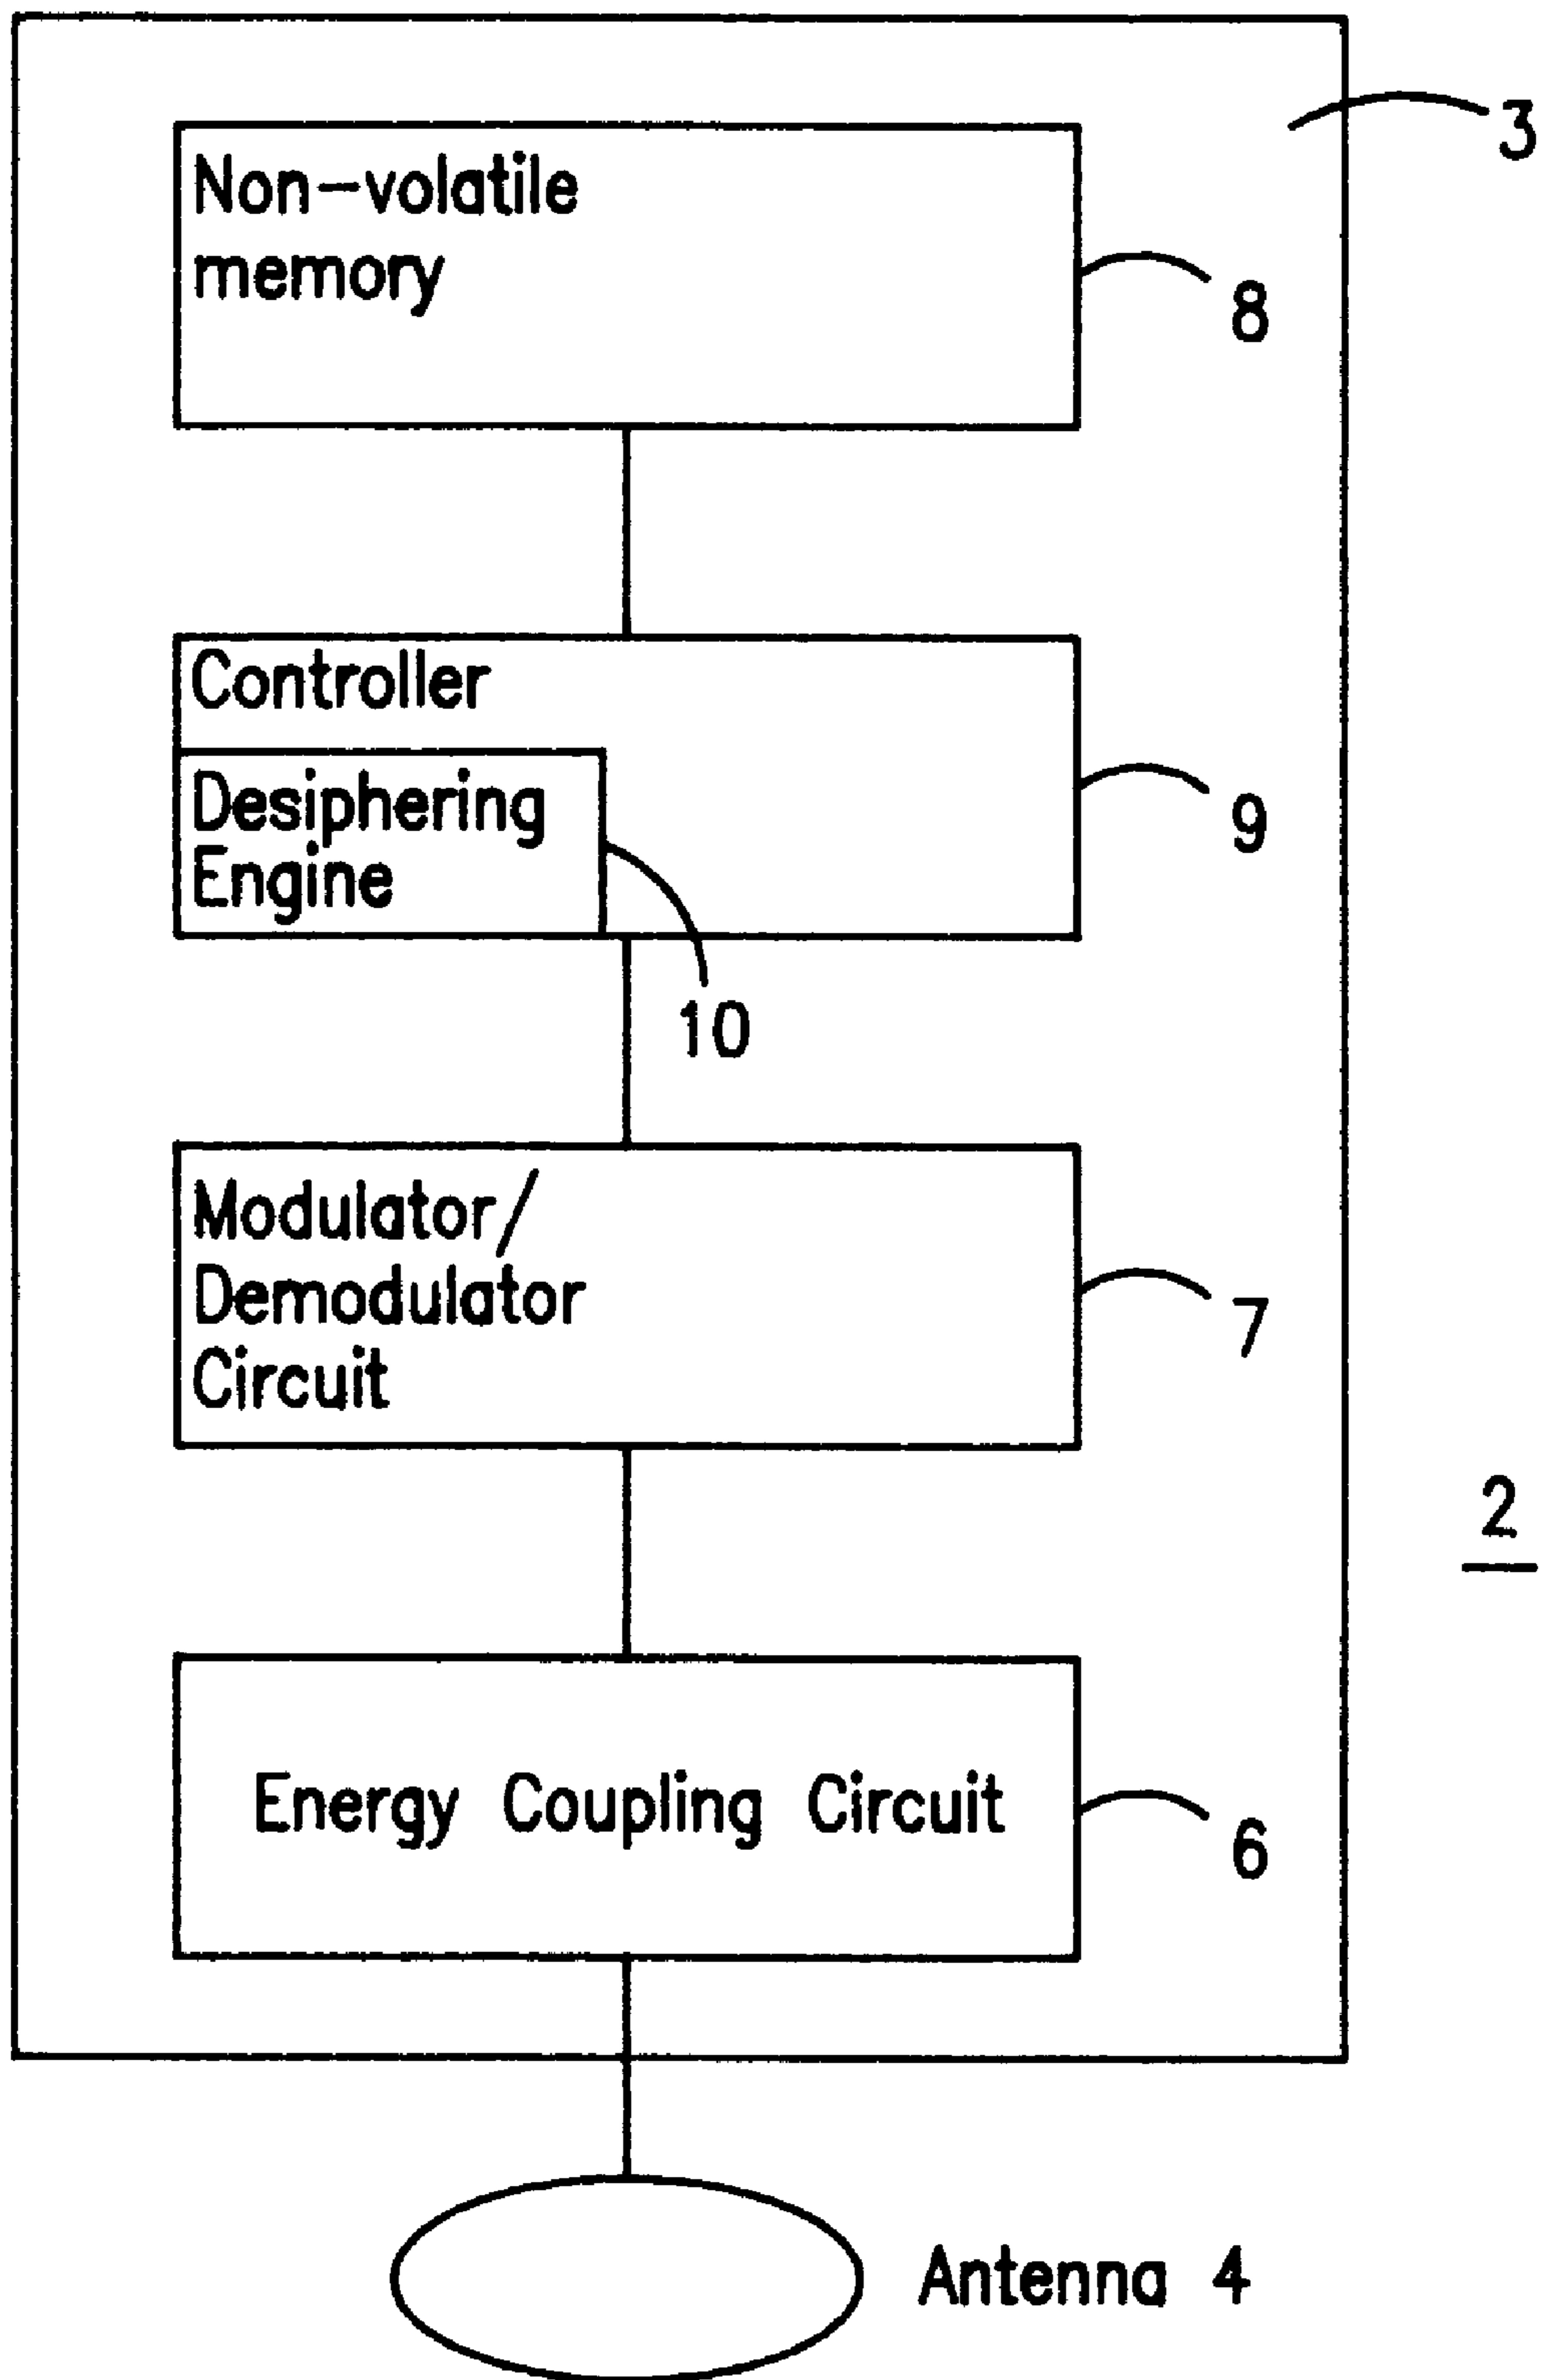 3
Non-volatile
memory
8
Controller
Desiphering
Engine
9
10
Modulator/
Demodulator
Circuit
7
2
Energy Coupling Circuit
6
Antenna 4